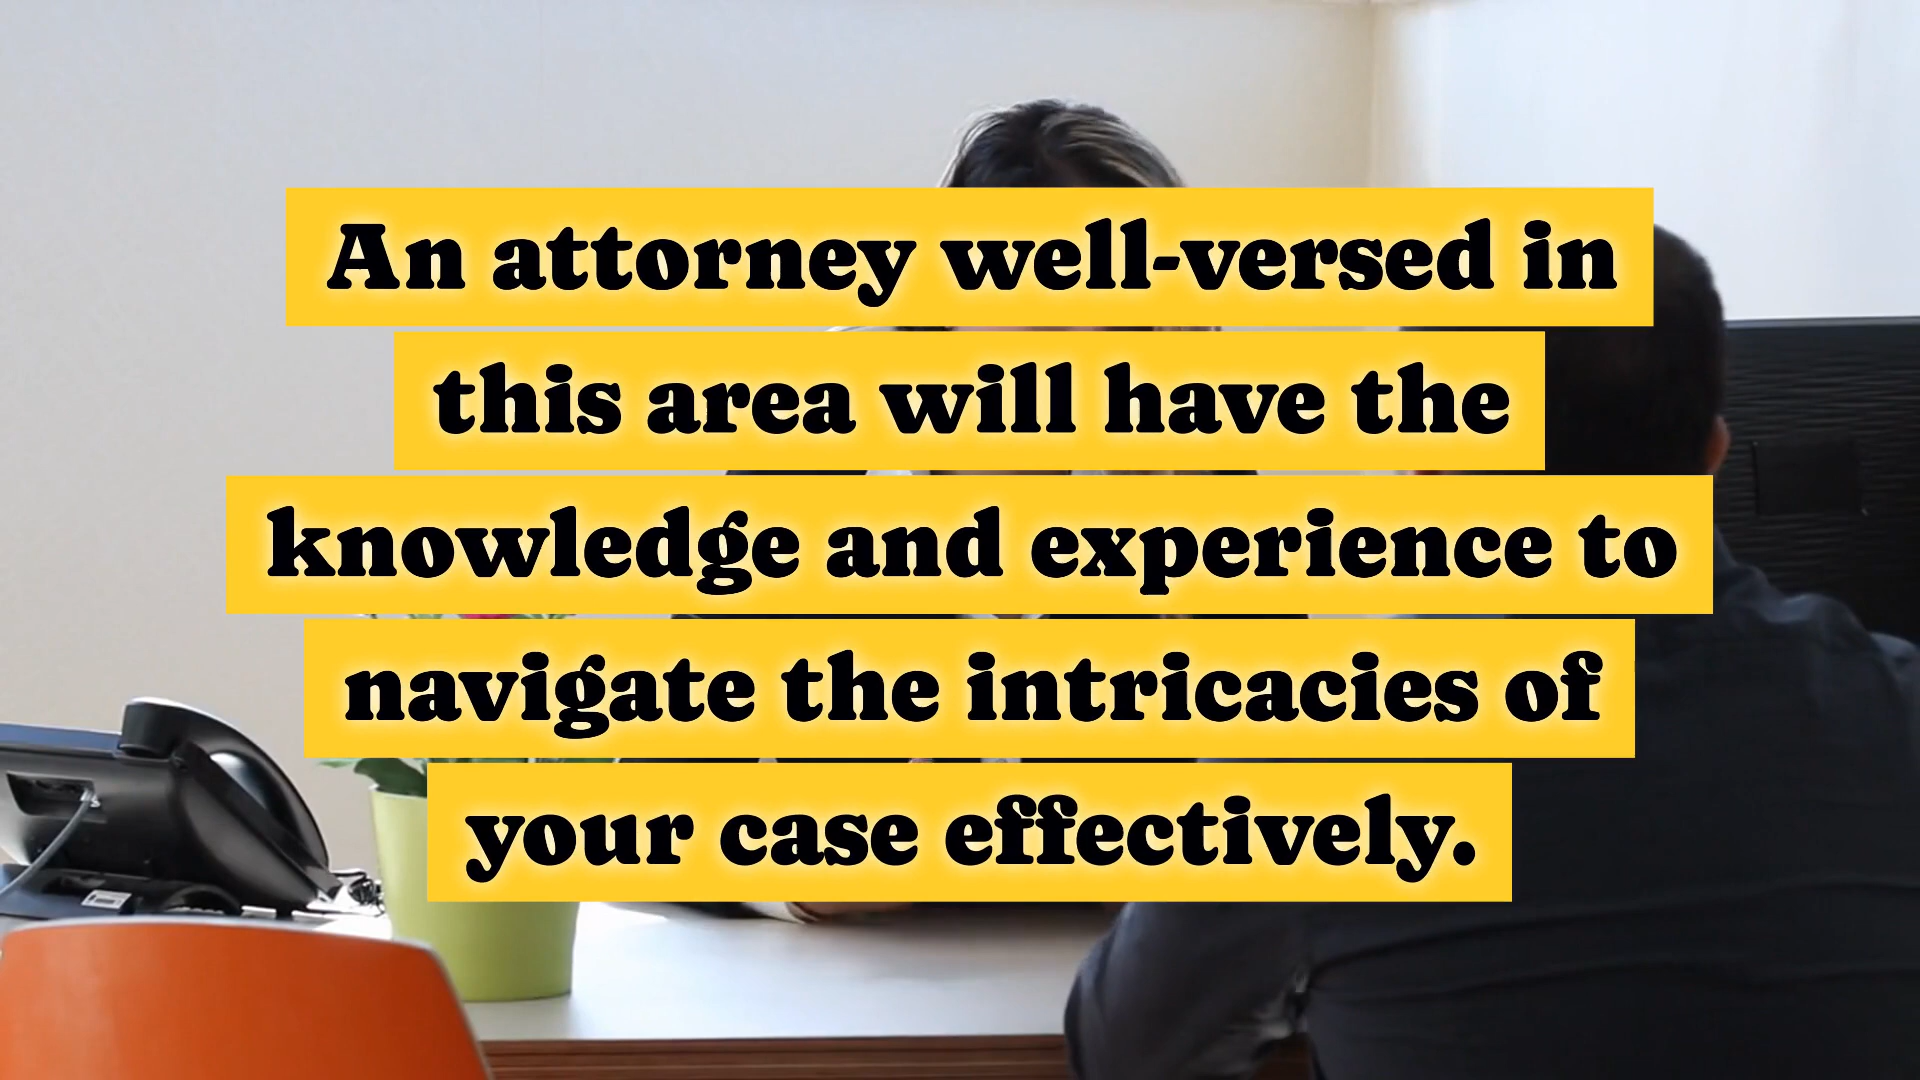 An attorney well-versed in
this area will have the
knowledge and experience to
navigate the intricacies of
your case effectively.